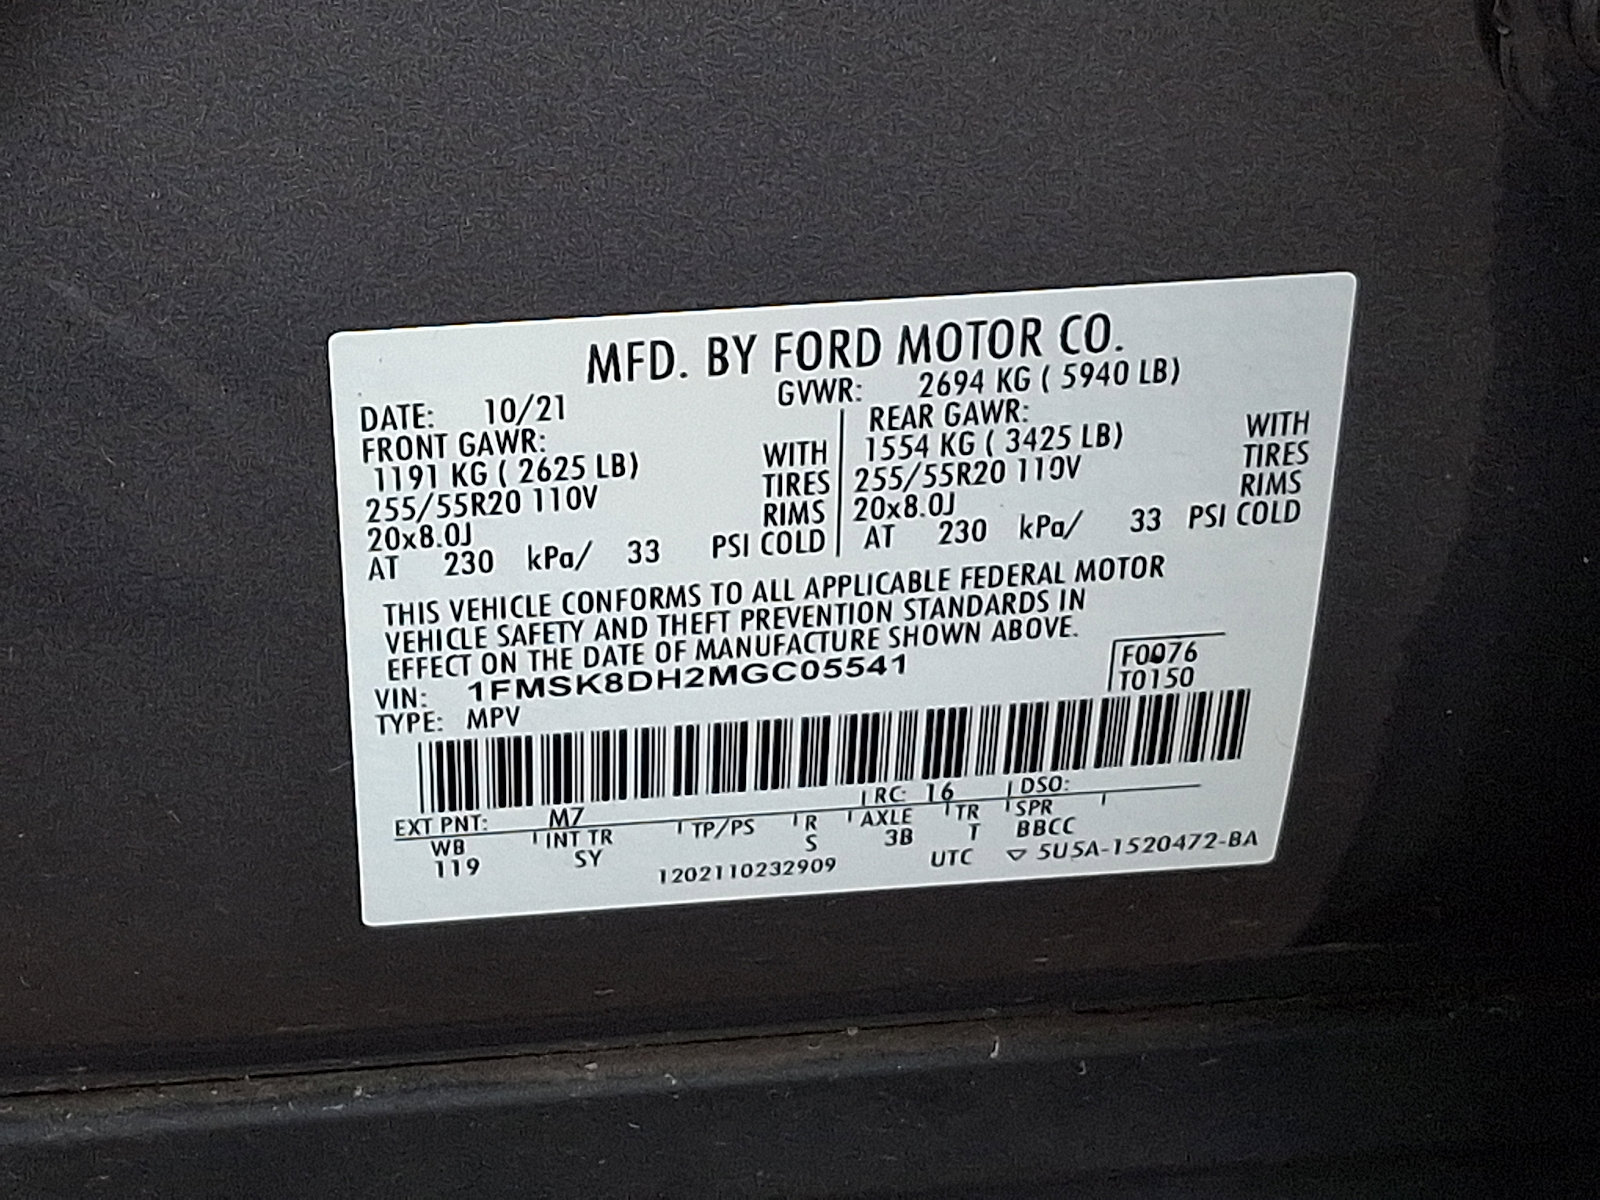 MFD. BY FORD MOTOR CO.
DATE: 10/21 GVWR: 2694 KG ( 5940 LB)
FRONT GAWR: REAR GAWR:
1191 KG ( 2625 LB) WITH 1554 KG ( 3425 LB) WITH
255/55R20 110V TIRES 255/55R20 110V TIRES
20x8.0J RIMS 20x8.0J RIMS
AT 230 kPa/ 33 PSI COLD AT 230 kPa/ 33 PSI COLD
THIS VEHICLE CONFORMS TO ALL APPLICABLE FEDERAL MOTOR
VEHICLE SAFETY AND THEFT PREVENTION STANDARDS IN
EFFECT ON THE DATE OF MANUFACTURE SHOWN ABOVE.
VIN: 1FMSK8DH2MGC05541 F0076
TYPE: MPV T0150
EXT PNT: M7 RC: 16 DSO:
WB INT TR TP/PS R AXLE TR SPR
119 SY S 3B T BBCC
1202110232909 UTC ▽ 5U5A-1520472-BA